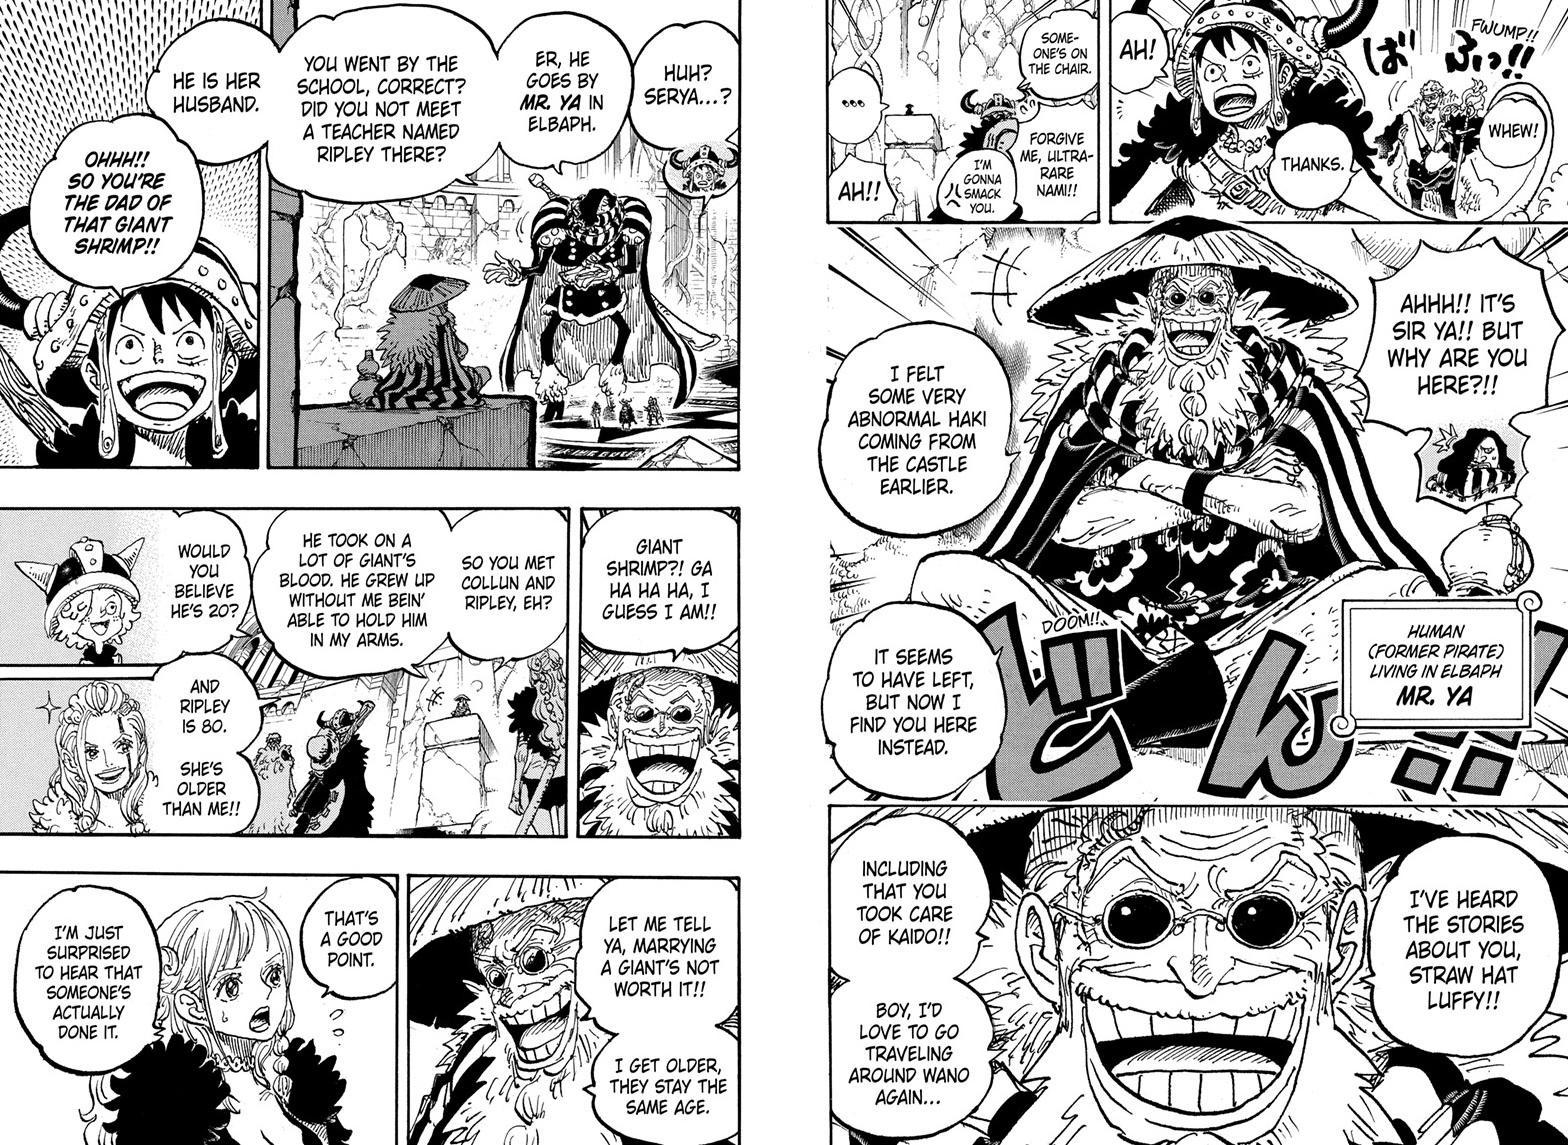 FWUMP!!
ばふっ!!
WHEW!
THANKS.
AH!
SOME-
ONE'S ON
THE CHAIR.
FORGIVE
ME, ULTRA-
RARE
NAMI!!
I'M
GONNA
SMACK
YOU.
...
AH!!
AHHH!! IT'S
SIR YA!! BUT
WHY ARE YOU
HERE?!!
I FELT
SOME VERY
ABNORMAL HAKI
COMING FROM
THE CASTLE
EARLIER.
IT SEEMS
TO HAVE LEFT,
BUT NOW I
FIND YOU HERE
INSTEAD.
DOOM!!
どん!!
HUMAN
(FORMER PIRATE)
LIVING IN ELBAPH
MR. YA
I'VE HEARD
THE STORIES
ABOUT YOU,
STRAW HAT
LUFFY!!
INCLUDING
THAT YOU
TOOK CARE
OF KAIDO!!
BOY, I'D
LOVE TO GO
TRAVELING
AROUND WANO
AGAIN...
HUH?
SERYA...?
ER, HE
GOES BY
MR. YA IN
ELBAPH.
YOU WENT BY THE
SCHOOL, CORRECT?
DID YOU NOT MEET
A TEACHER NAMED
RIPLEY THERE?
HE IS HER
HUSBAND.
OHHH!!
SO YOU'RE
THE DAD OF
THAT GIANT
SHRIMP!!
GIANT
SHRIMP?! GA
HA HA HA, I
GUESS I AM!!
SO YOU MET
COLLUN AND
RIPLEY, EH?
HE TOOK ON A
LOT OF GIANT'S
BLOOD. HE GREW UP
WITHOUT ME BEIN'
ABLE TO HOLD HIM
IN MY ARMS.
WOULD
YOU
BELIEVE
HE'S 20?
AND
RIPLEY
IS 80.
SHE'S
OLDER
THAN ME!!
LET ME TELL
YA, MARRYING
A GIANT'S NOT
WORTH IT!!
I GET OLDER,
THEY STAY THE
SAME AGE.
THAT'S
A GOOD
POINT.
I'M JUST
SURPRISED
TO HEAR THAT
SOMEONE'S
ACTUALLY
DONE IT.